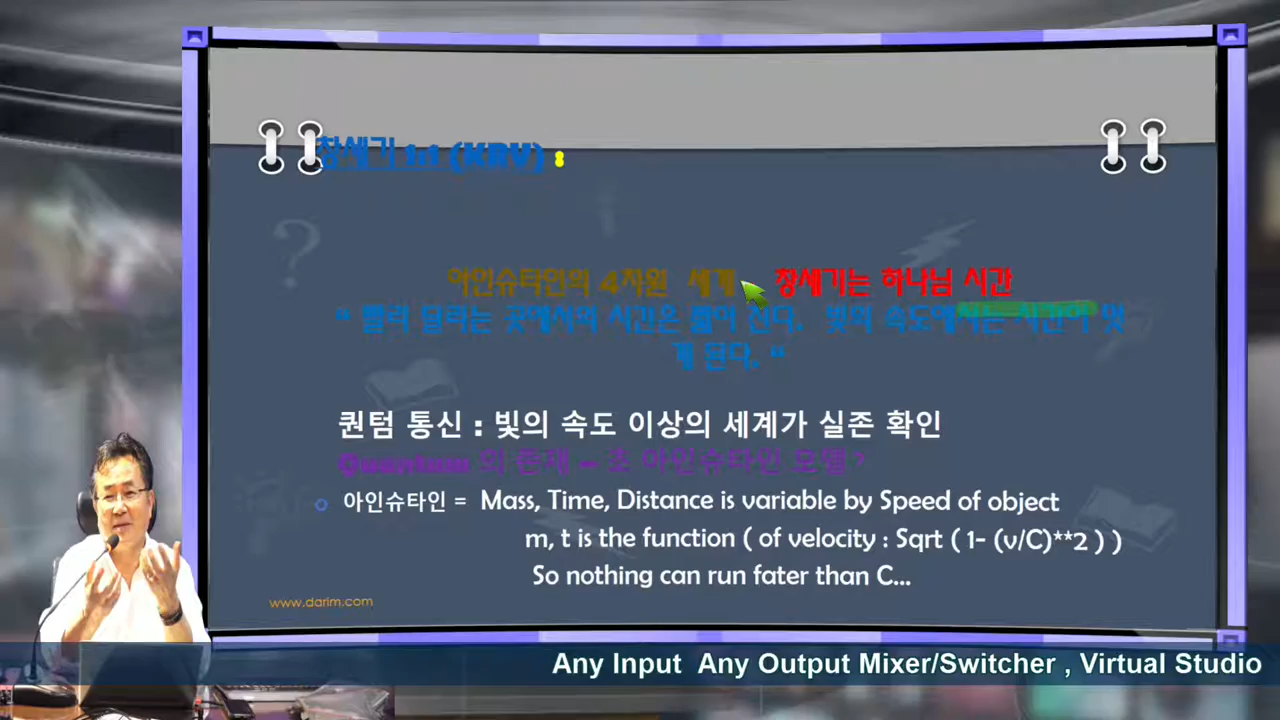 창세기 1:1 (KRV) :
아인슈타인의 4차원 세계 창세기는 하나님 시간
“ 빨리 달라는 곳에서의 시간은 짧아 진다. 빛의 속도에서는 시간이 멋
게 된다. “
퀀텀 통신 : 빛의 속도 이상의 세계가 실존 확인
Quantum 의 존재 – 초 아인슈타인 모델?
아인슈타인 = Mass, Time, Distance is variable by Speed of object
m, t is the function ( of velocity : Sqrt ( 1- (v/C)**2 ) )
So nothing can run fater than C...
www.darim.com
Any Input Any Output Mixer/Switcher , Virtual Studio